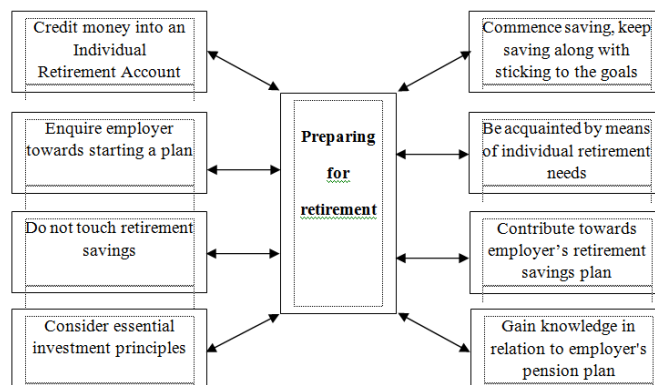 Credit money into an
Individual
Retirement Account
Enquire employer
towards starting a plan
Do not touch retirement
savings
Consider essential
investment principles
Preparing
for
retirement
Commence saving, keep
saving along with
sticking to the goals
Be acquainted by means
of individual retirement
needs
Contribute towards
employer’s retirement
savings plan
Gain knowledge in
relation to employer's
pension plan